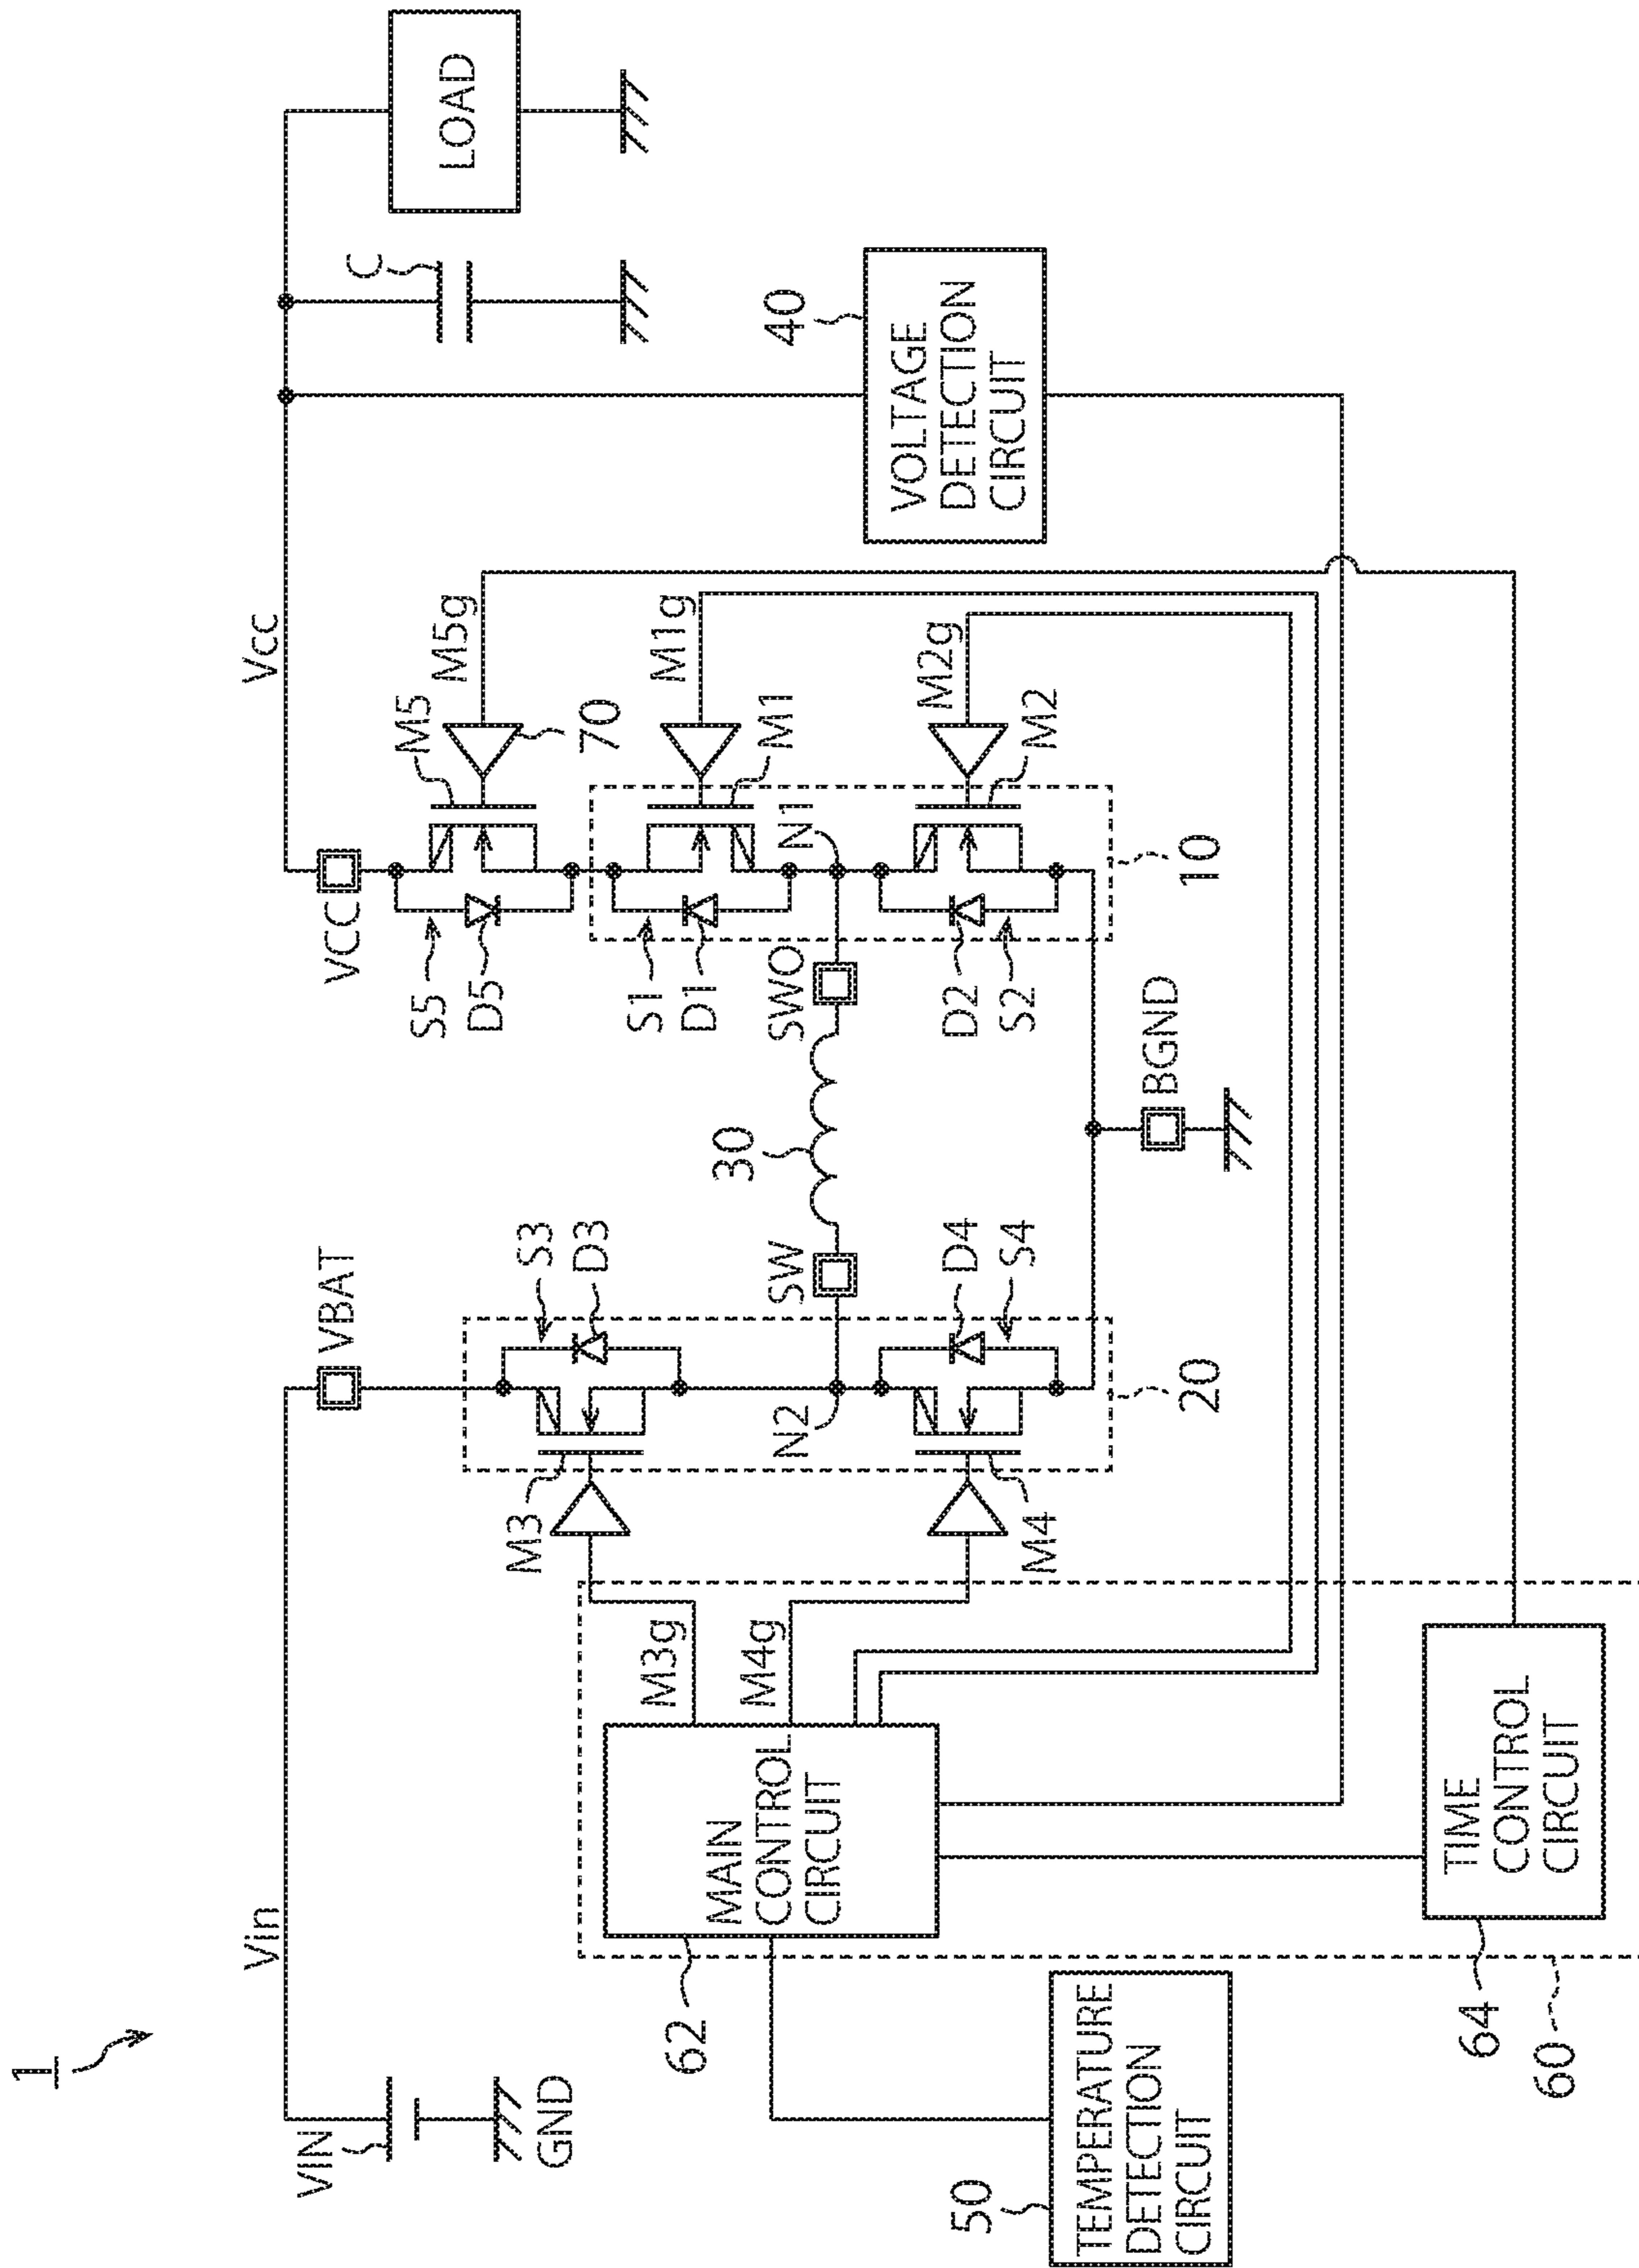 1
Vin
Vcc
VIN
GND
VBAT
VCC
C
LOAD
S3
D3
M3
S5
D5
M5
M5g
70
S1
D1
M1
M1g
N1
M3g
M4g
N2
SW
30
SWO
M2g
M2
D2
S2
D4
S4
M4
20
10
BGND
40
VOLTAGE
DETECTION
CIRCUIT
MAIN
CONTROL
CIRCUIT
62
50
TEMPERATURE
DETECTION
CIRCUIT
TIME
CONTROL
CIRCUIT
64
60